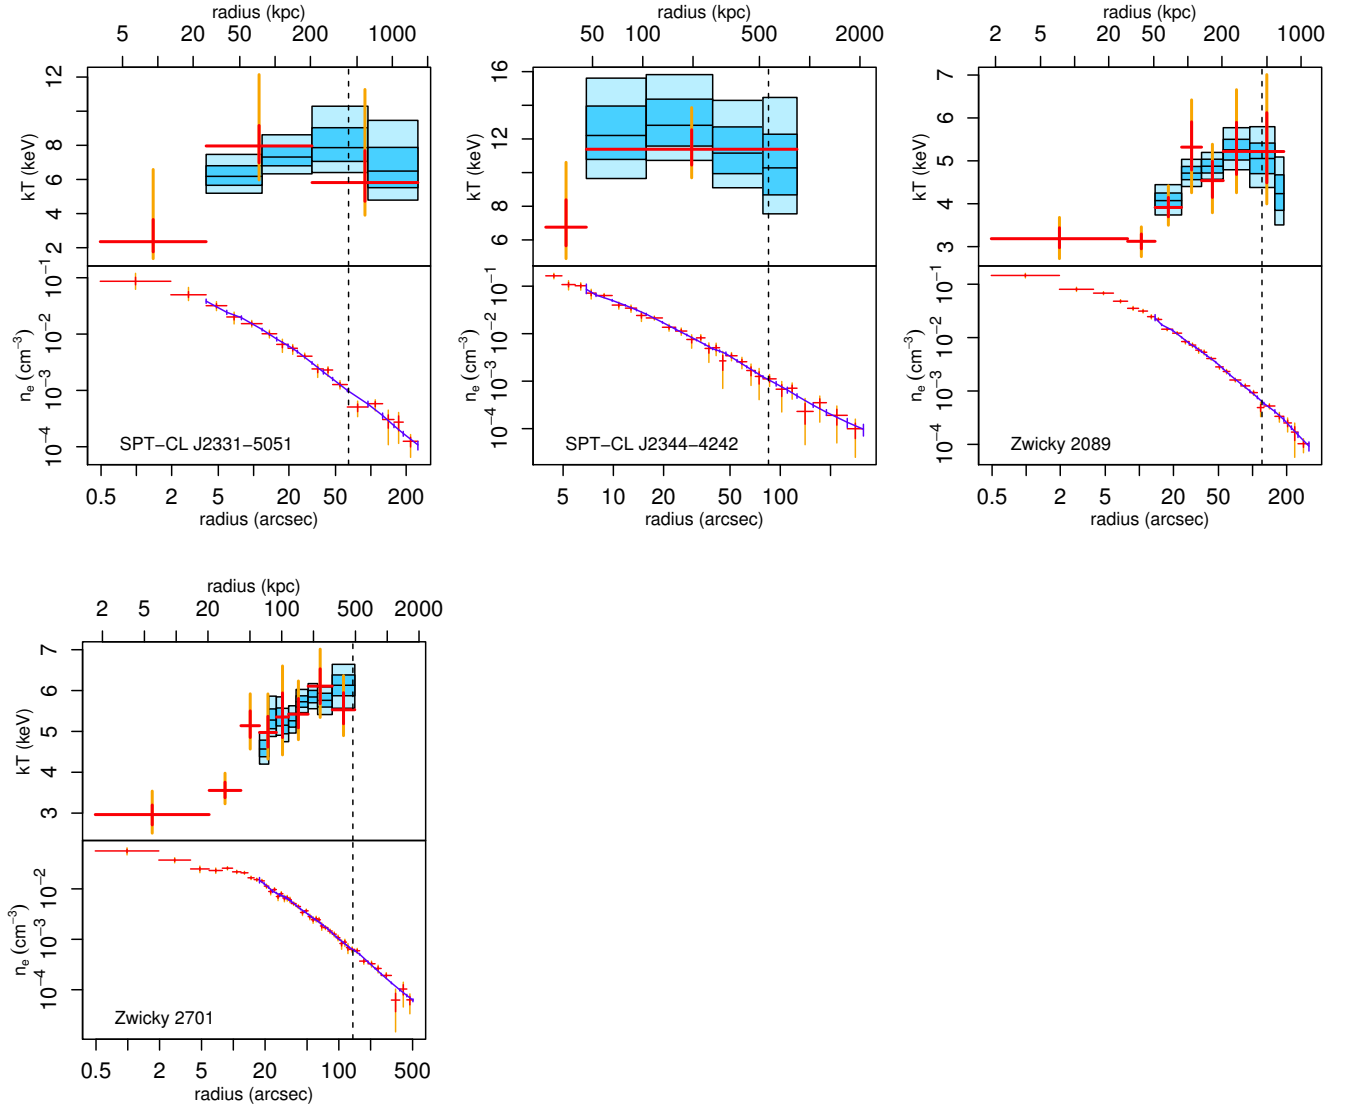 radius (kpc)
5 20 50 200 1000
kT (keV)
12
10
8
6
4
2
n_e (cm^−3)
10^−1
10^−2
10^−3
10^−4
SPT−CL J2331−5051
0.5 2 5 20 50 200
radius (arcsec)
radius (kpc)
50 100 500 2000
kT (keV)
16
12
8
6
n_e (cm^−3)
10^−1
10^−2
10^−3
10^−4
SPT−CL J2344−4242
5 10 20 50 100
radius (arcsec)
radius (kpc)
2 5 20 50 200 1000
kT (keV)
7
6
5
4
3
n_e (cm^−3)
10^−1
10^−2
10^−3
10^−4
Zwicky 2089
0.5 2 5 20 50 200
radius (arcsec)
radius (kpc)
2 5 20 100 500 2000
kT (keV)
7
6
5
4
3
n_e (cm^−3)
10^−2
10^−3
10^−4
Zwicky 2701
0.5 2 5 20 100 500
radius (arcsec)